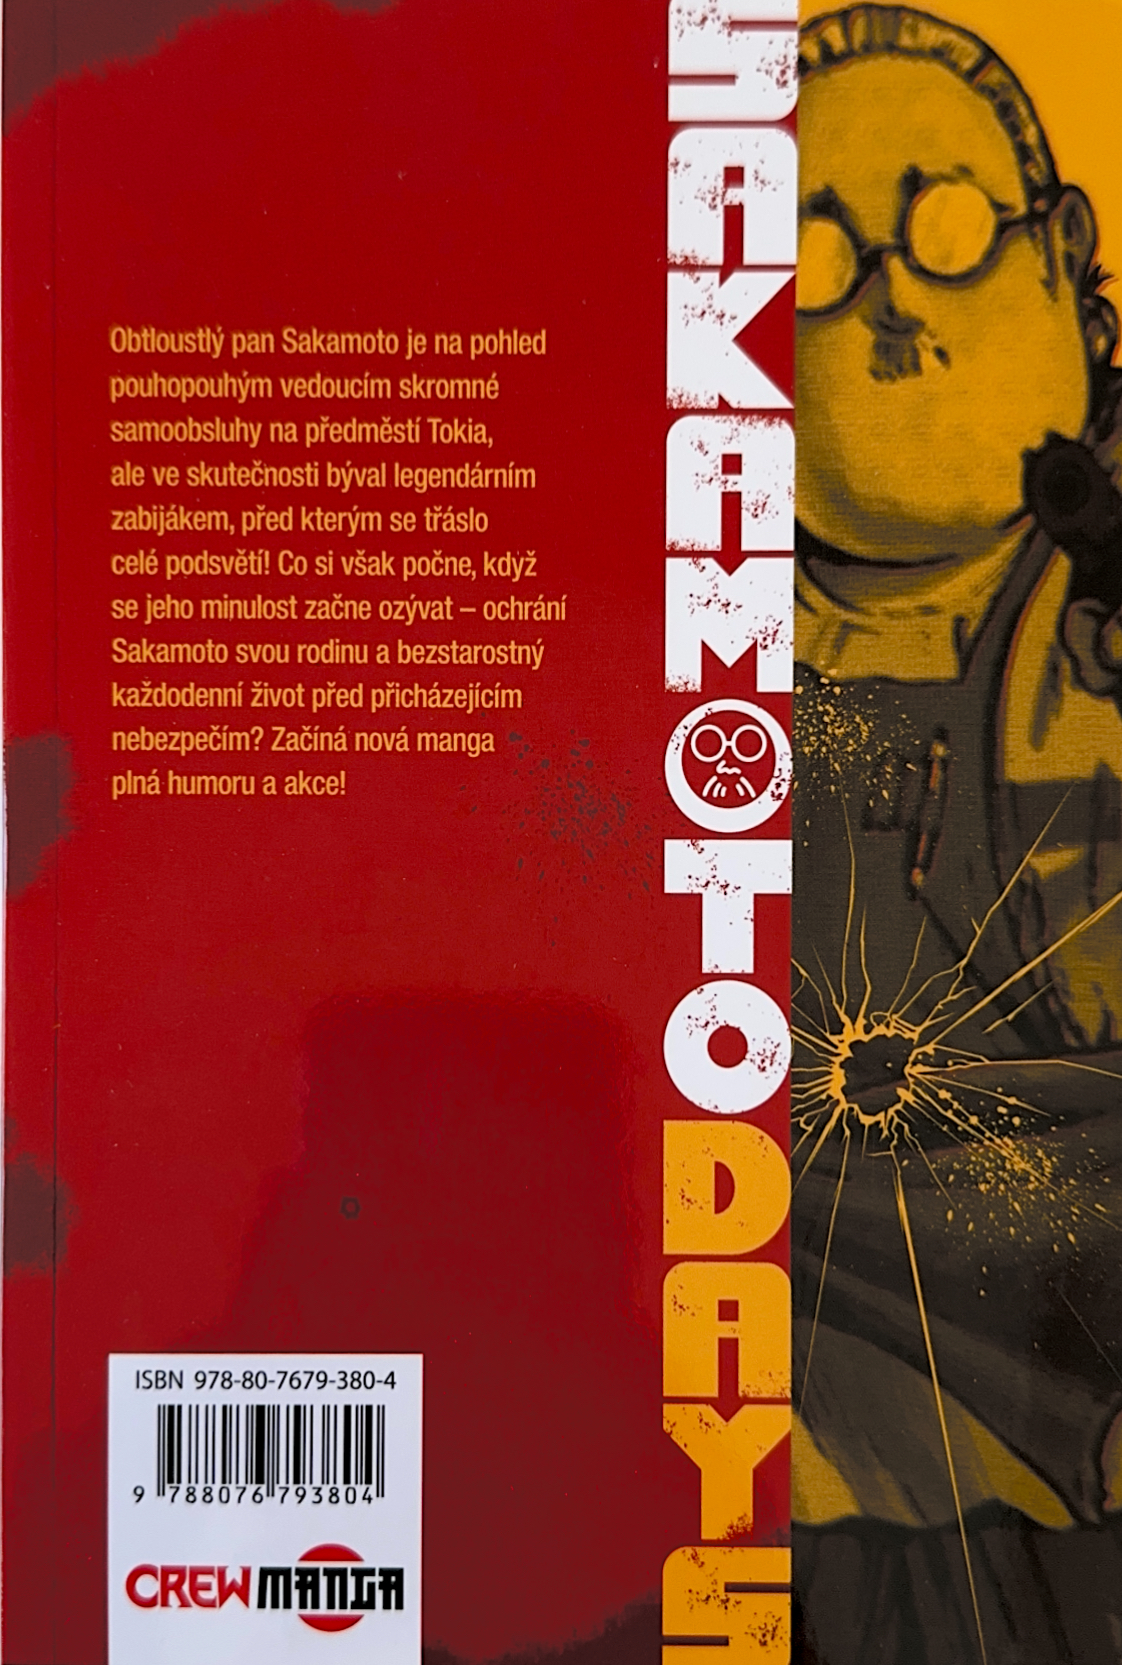 Obtloustlý pan Sakamoto je na pohled
pouhopouhým vedoucím skromné
samoobsluhy na předměstí Tokia,
ale ve skutečnosti býval legendárním
zabijákem, před kterým se třáslo
celé podsvětí! Co si však počne, když
se jeho minulost začne ozývat – ochrání
Sakamoto svou rodinu a bezstarostný
každodenní život před přicházejícím
nebezpečím? Začíná nová manga
plná humoru a akce!
SAKAMOTO DAYS
ISBN 978-80-7679-380-4
9 788076 793804
CREW MANGA